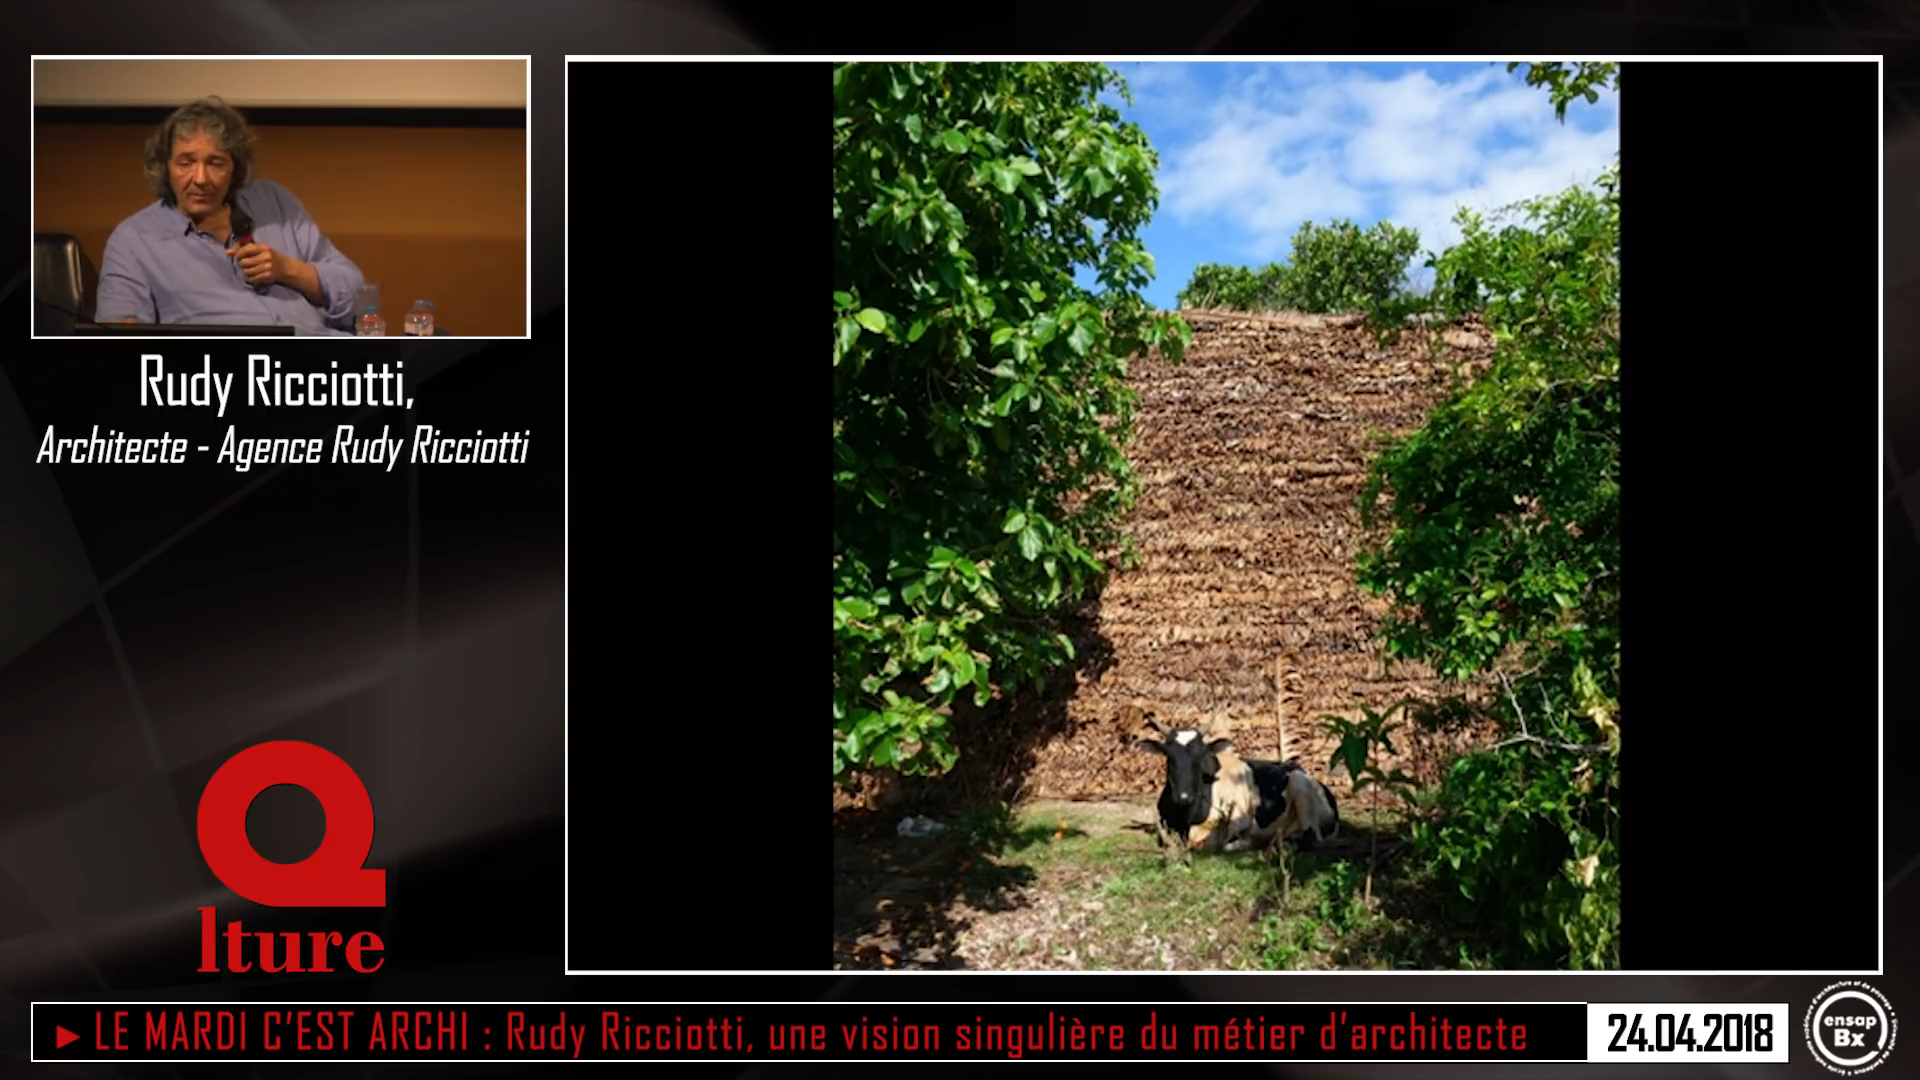 Rudy Ricciotti,
Architecte - Agence Rudy Ricciotti
Qlture
► LE MARDI C'EST ARCHI : Rudy Ricciotti, une vision singulière du métier d'architecte
24.04.2018
ensap
Bx